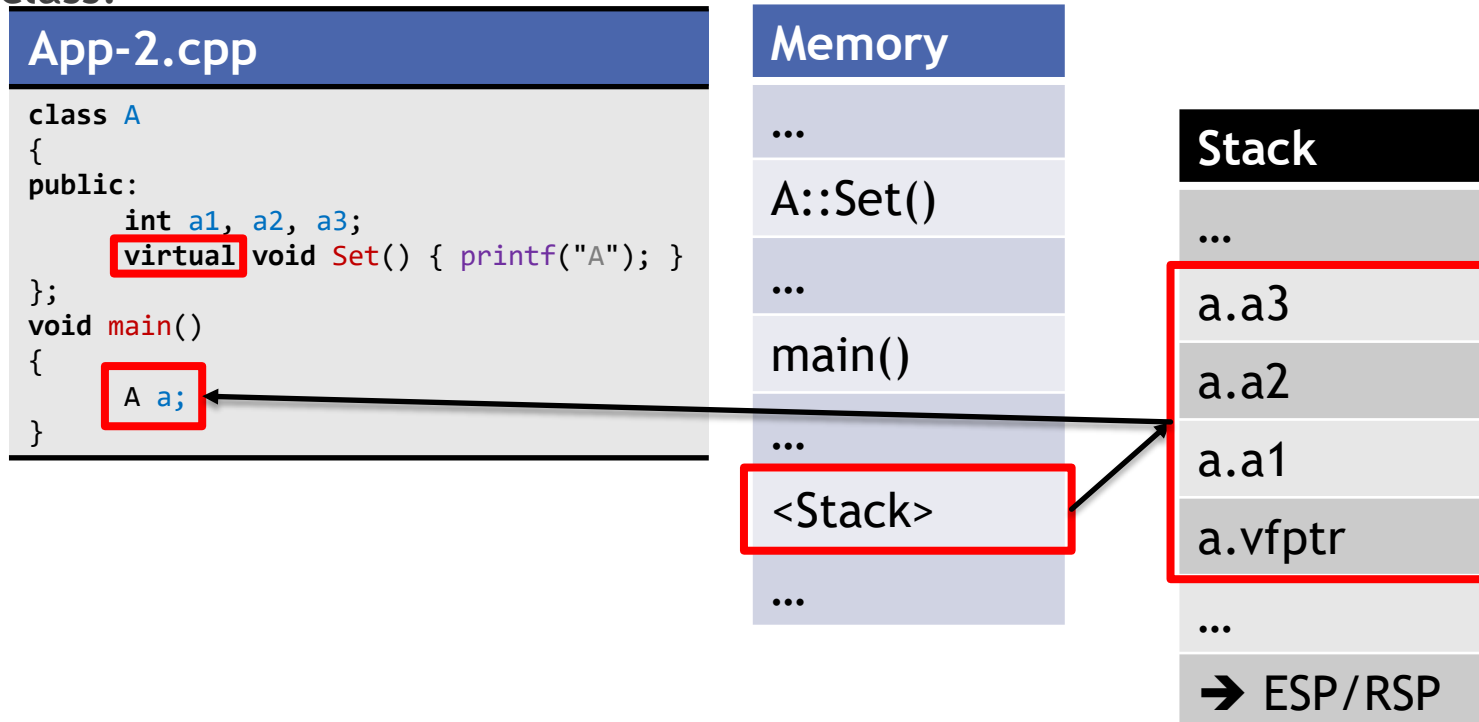 class:
App-2.cpp
class A
{
public:
int a1, a2, a3;
virtual void Set() { printf("A"); }
};
void main()
{
A a;
}
Memory
…
A::Set()
…
main()
…
<Stack>
…
Stack
…
a.a3
a.a2
a.a1
a.vfptr
…
➔ ESP/RSP